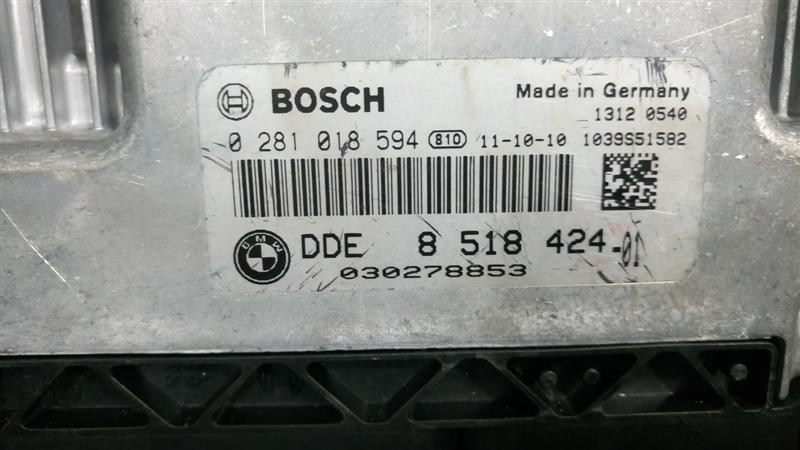 BOSCH Made in Germany
1312 0540
0 281 018 594 810 11-10-10 1039S51582
BMW DDE 8 518 424-01
030278853